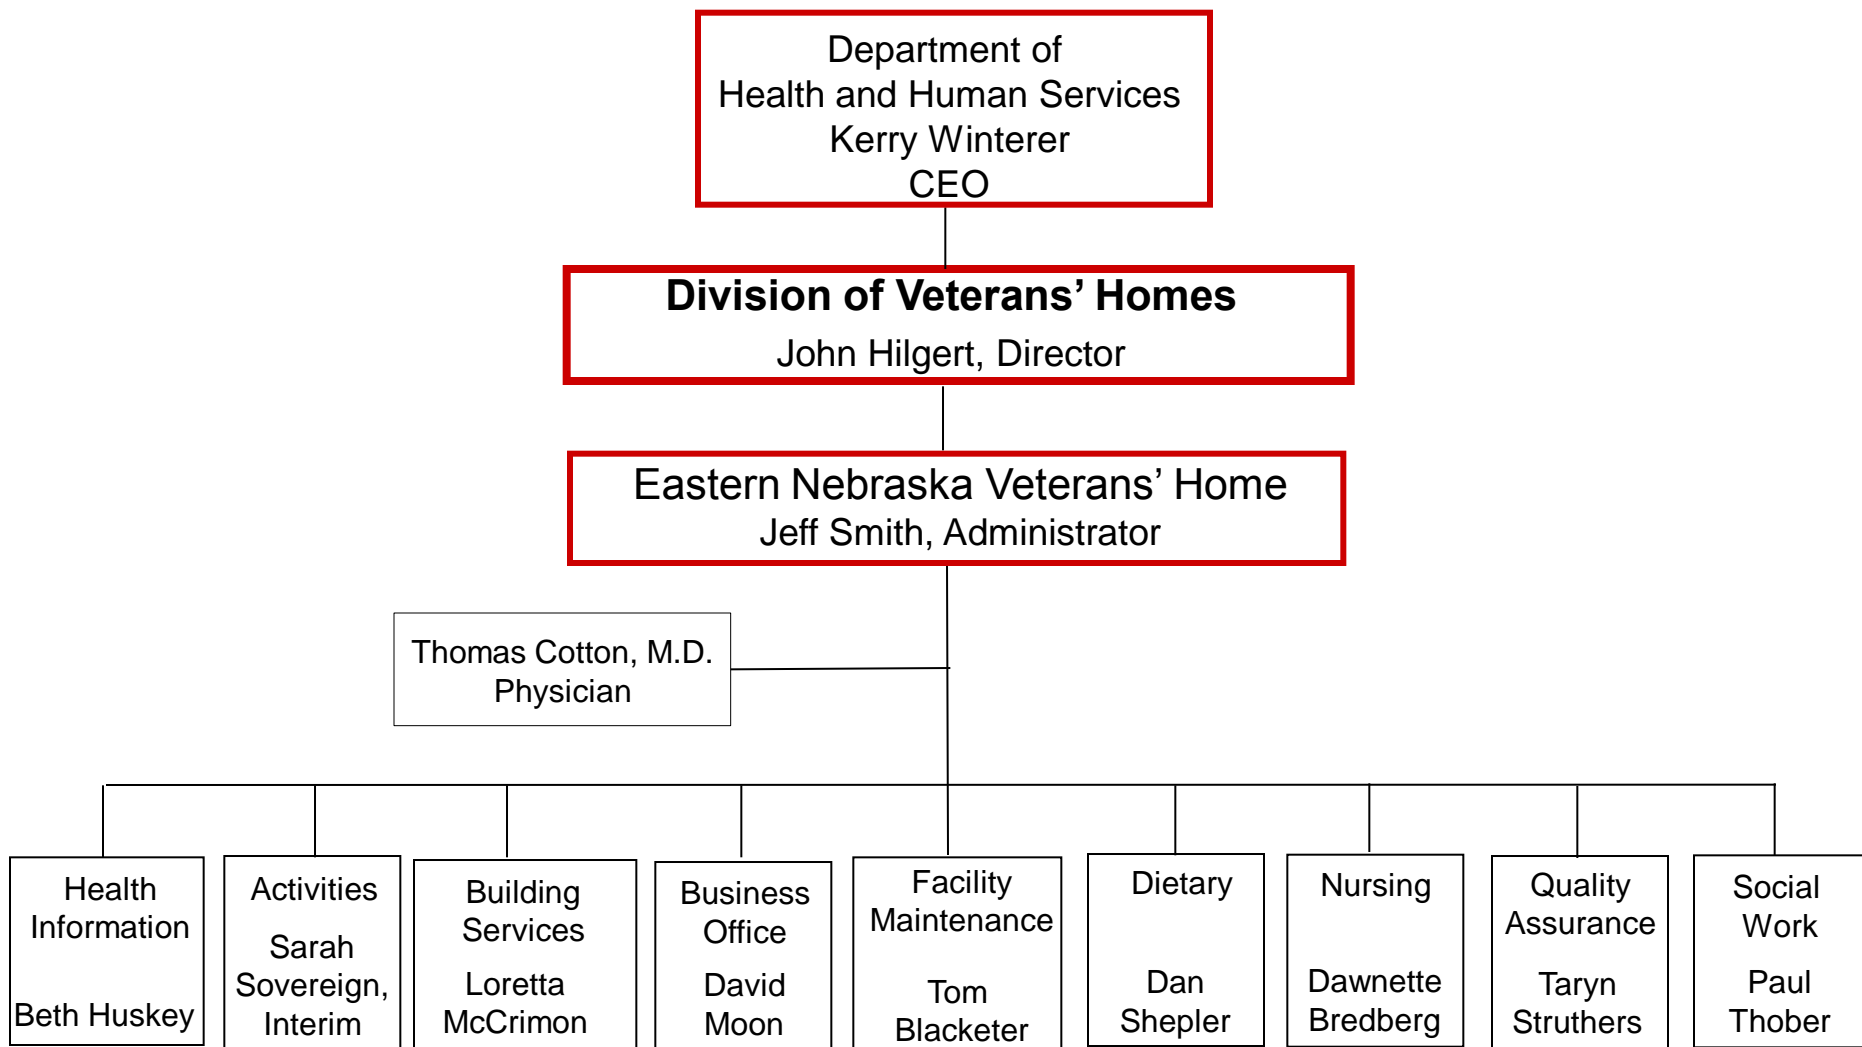 Department of
Health and Human Services
Kerry Winterer
CEO
Division of Veterans’ Homes
John Hilgert, Director
Eastern Nebraska Veterans’ Home
Jeff Smith, Administrator
Thomas Cotton, M.D.
Physician
Health
Information
Beth Huskey
Activities
Sarah
Sovereign,
Interim
Building
Services
Loretta
McCrimon
Business
Office
David
Moon
Facility
Maintenance
Tom
Blacketer
Dietary
Dan
Shepler
Nursing
Dawnette
Bredberg
Quality
Assurance
Taryn
Struthers
Social
Work
Paul
Thober